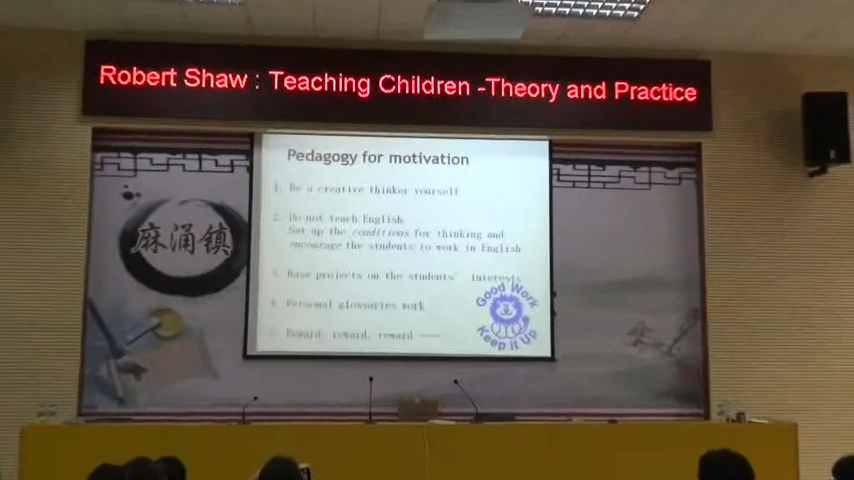 Robert Shaw : Teaching Children -Theory and Practice
Pedagogy for motivation
1. Be a creative thinker yourself
2. Do not teach English
Set up the conditions for thinking and
encourage the students to work in English
3. Base projects on the students' interests
4. Personal glossaries work
5. Reward, reward, reward ......
Good Work
Keep it Up
麻涌镇